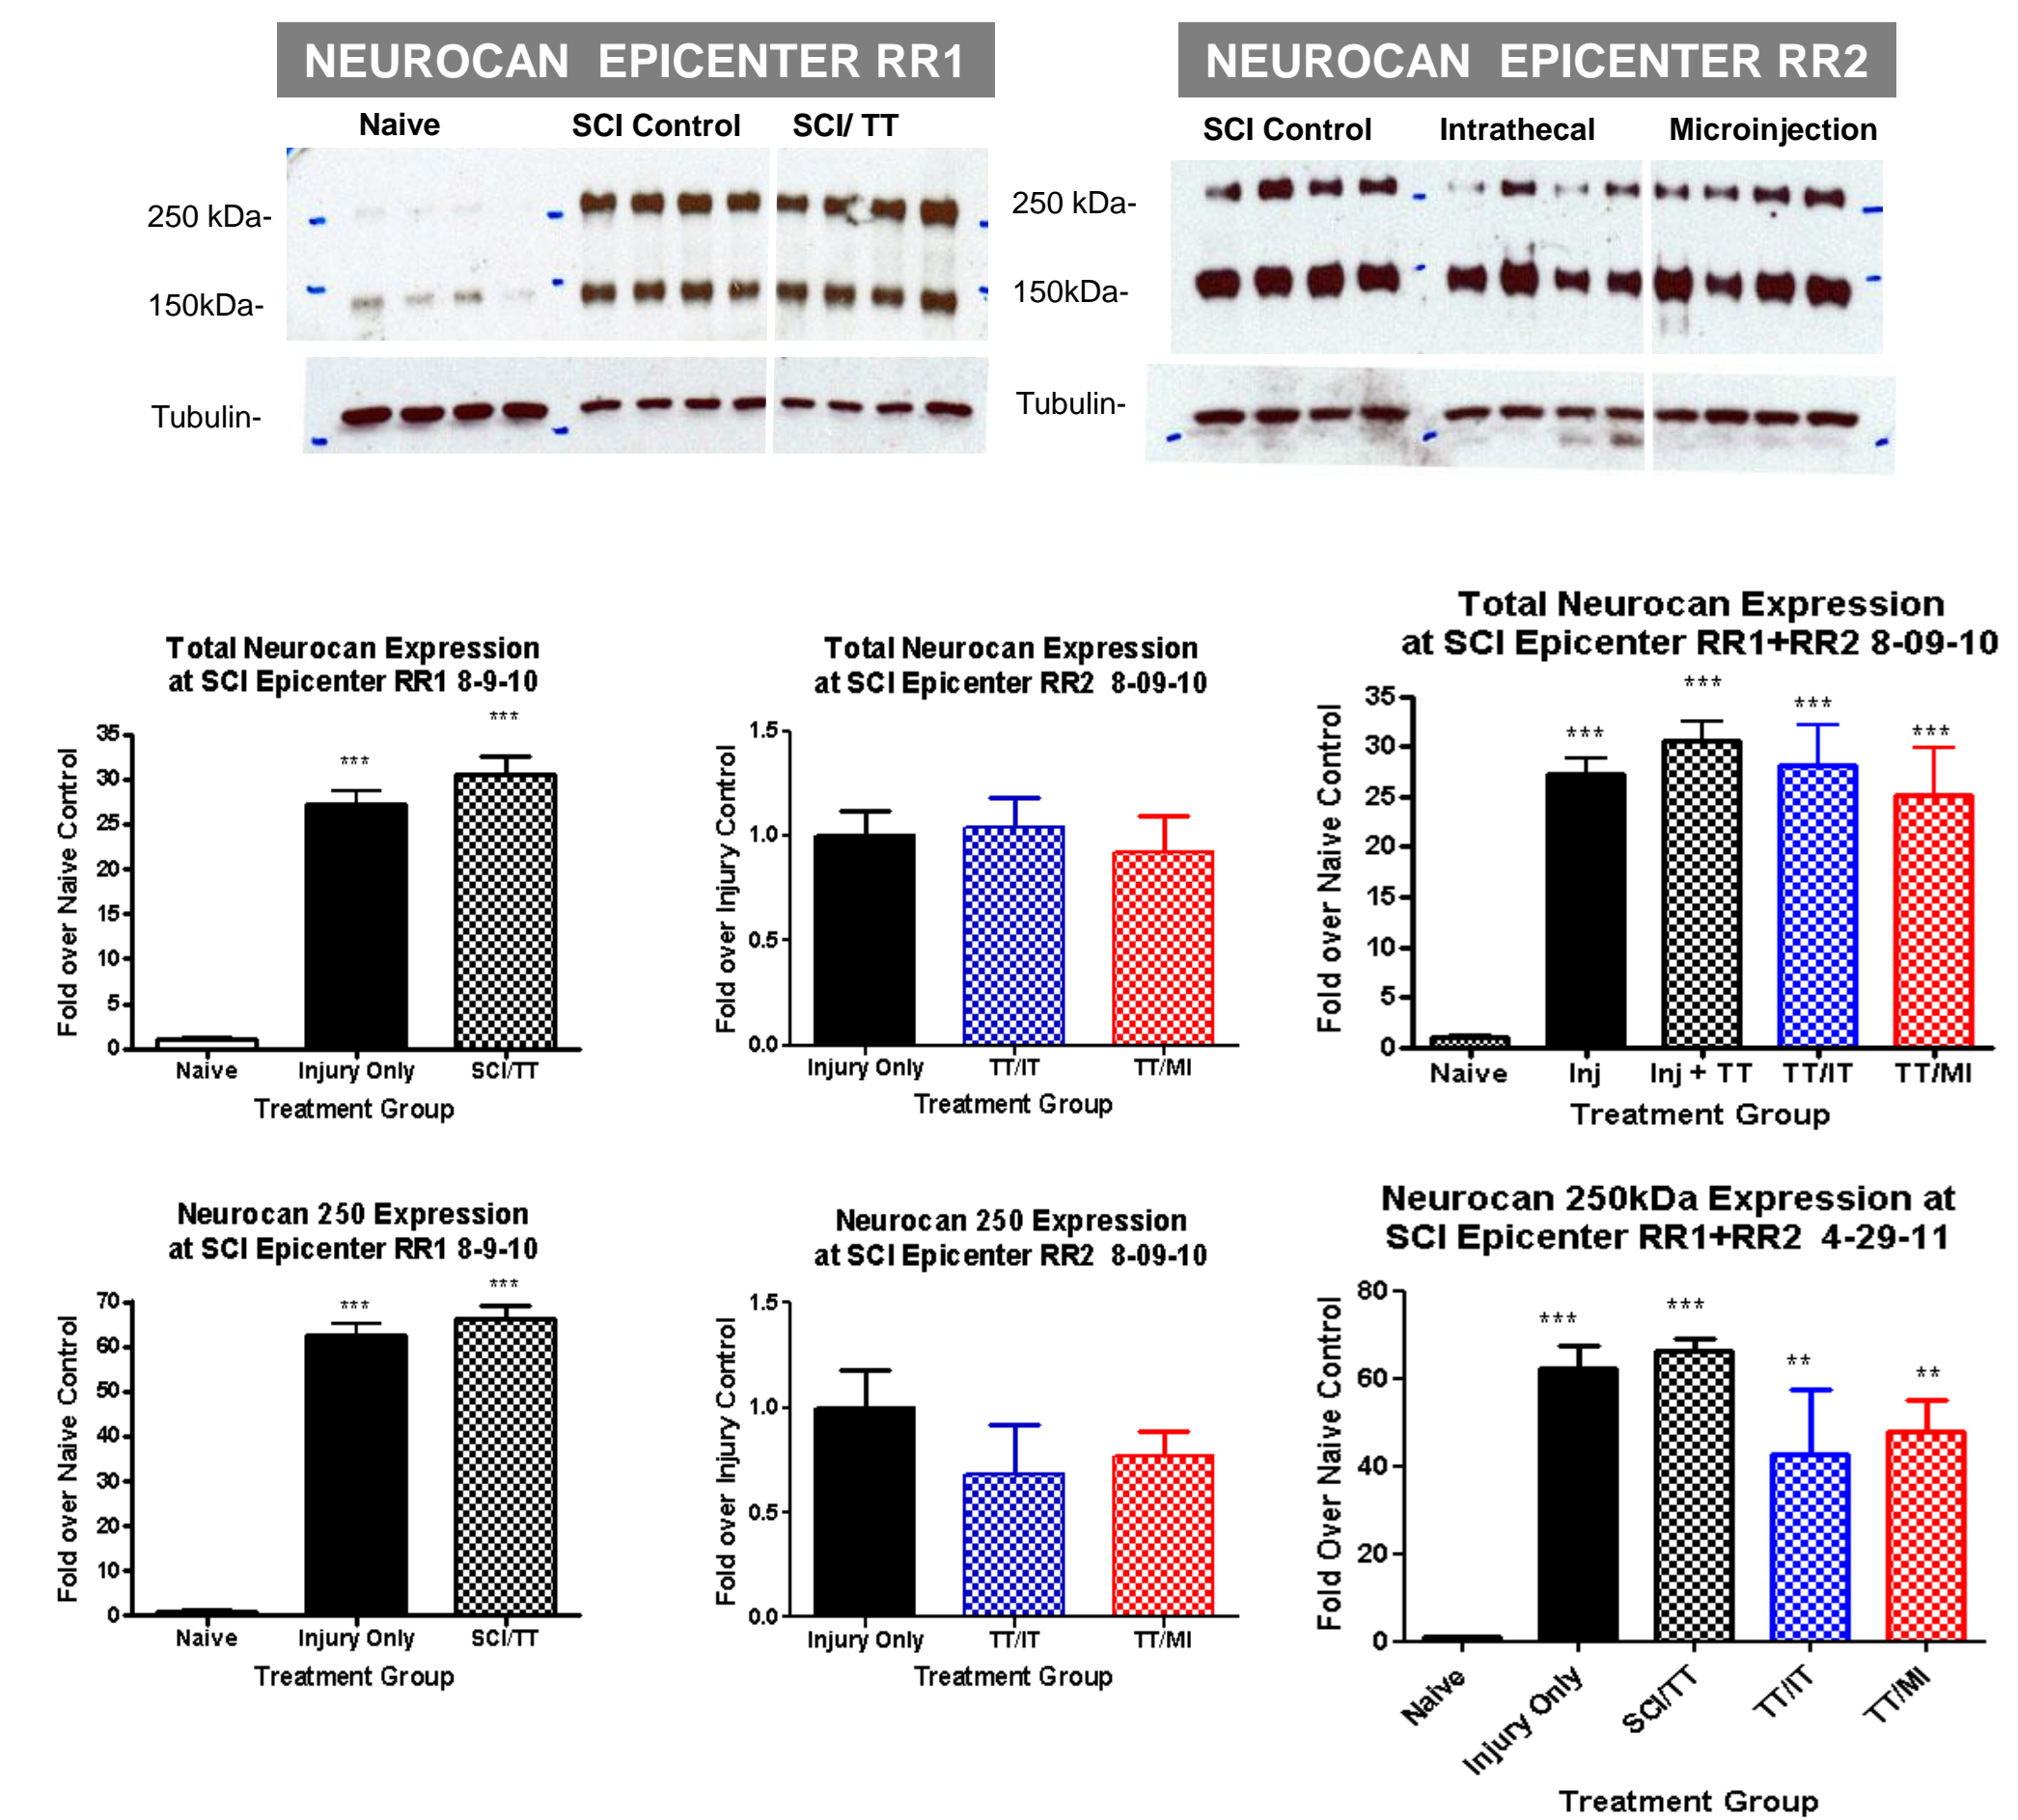 NEUROCAN EPICENTER RR1
Naive SCI Control SCI/ TT
250 kDa-
150kDa-
Tubulin-
NEUROCAN EPICENTER RR2
SCI Control Intrathecal Microinjection
250 kDa-
150kDa-
Tubulin-
Total Neurocan Expression
at SCI Epicenter RR1 8-9-10
Fold over Naive Control
35
30
25
20
15
10
5
0
***
***
Naive Injury Only SCI/TT
Treatment Group
Total Neurocan Expression
at SCI Epicenter RR2 8-09-10
Fold over Injury Control
1.5
1.0
0.5
0.0
Injury Only TT/IT TT/MI
Treatment Group
Total Neurocan Expression
at SCI Epicenter RR1+RR2 8-09-10
Fold over Naive Control
35
30
25
20
15
10
5
0
***
***
***
***
Naive Inj Inj + TT TT/IT TT/MI
Treatment Group
Neurocan 250 Expression
at SCI Epicenter RR1 8-9-10
Fold over Naive Control
70
60
50
40
30
20
10
0
***
***
Naive Injury Only SCI/TT
Treatment Group
Neurocan 250 Expression
at SCI Epicenter RR2 8-09-10
Fold over Injury Control
1.5
1.0
0.5
0.0
Injury Only TT/IT TT/MI
Treatment Group
Neurocan 250kDa Expression at
SCI Epicenter RR1+RR2 4-29-11
Fold Over Naive Control
80
60
40
20
0
***
***
**
**
Naive Injury Only SCI/TT TT/IT TT/MI
Treatment Group